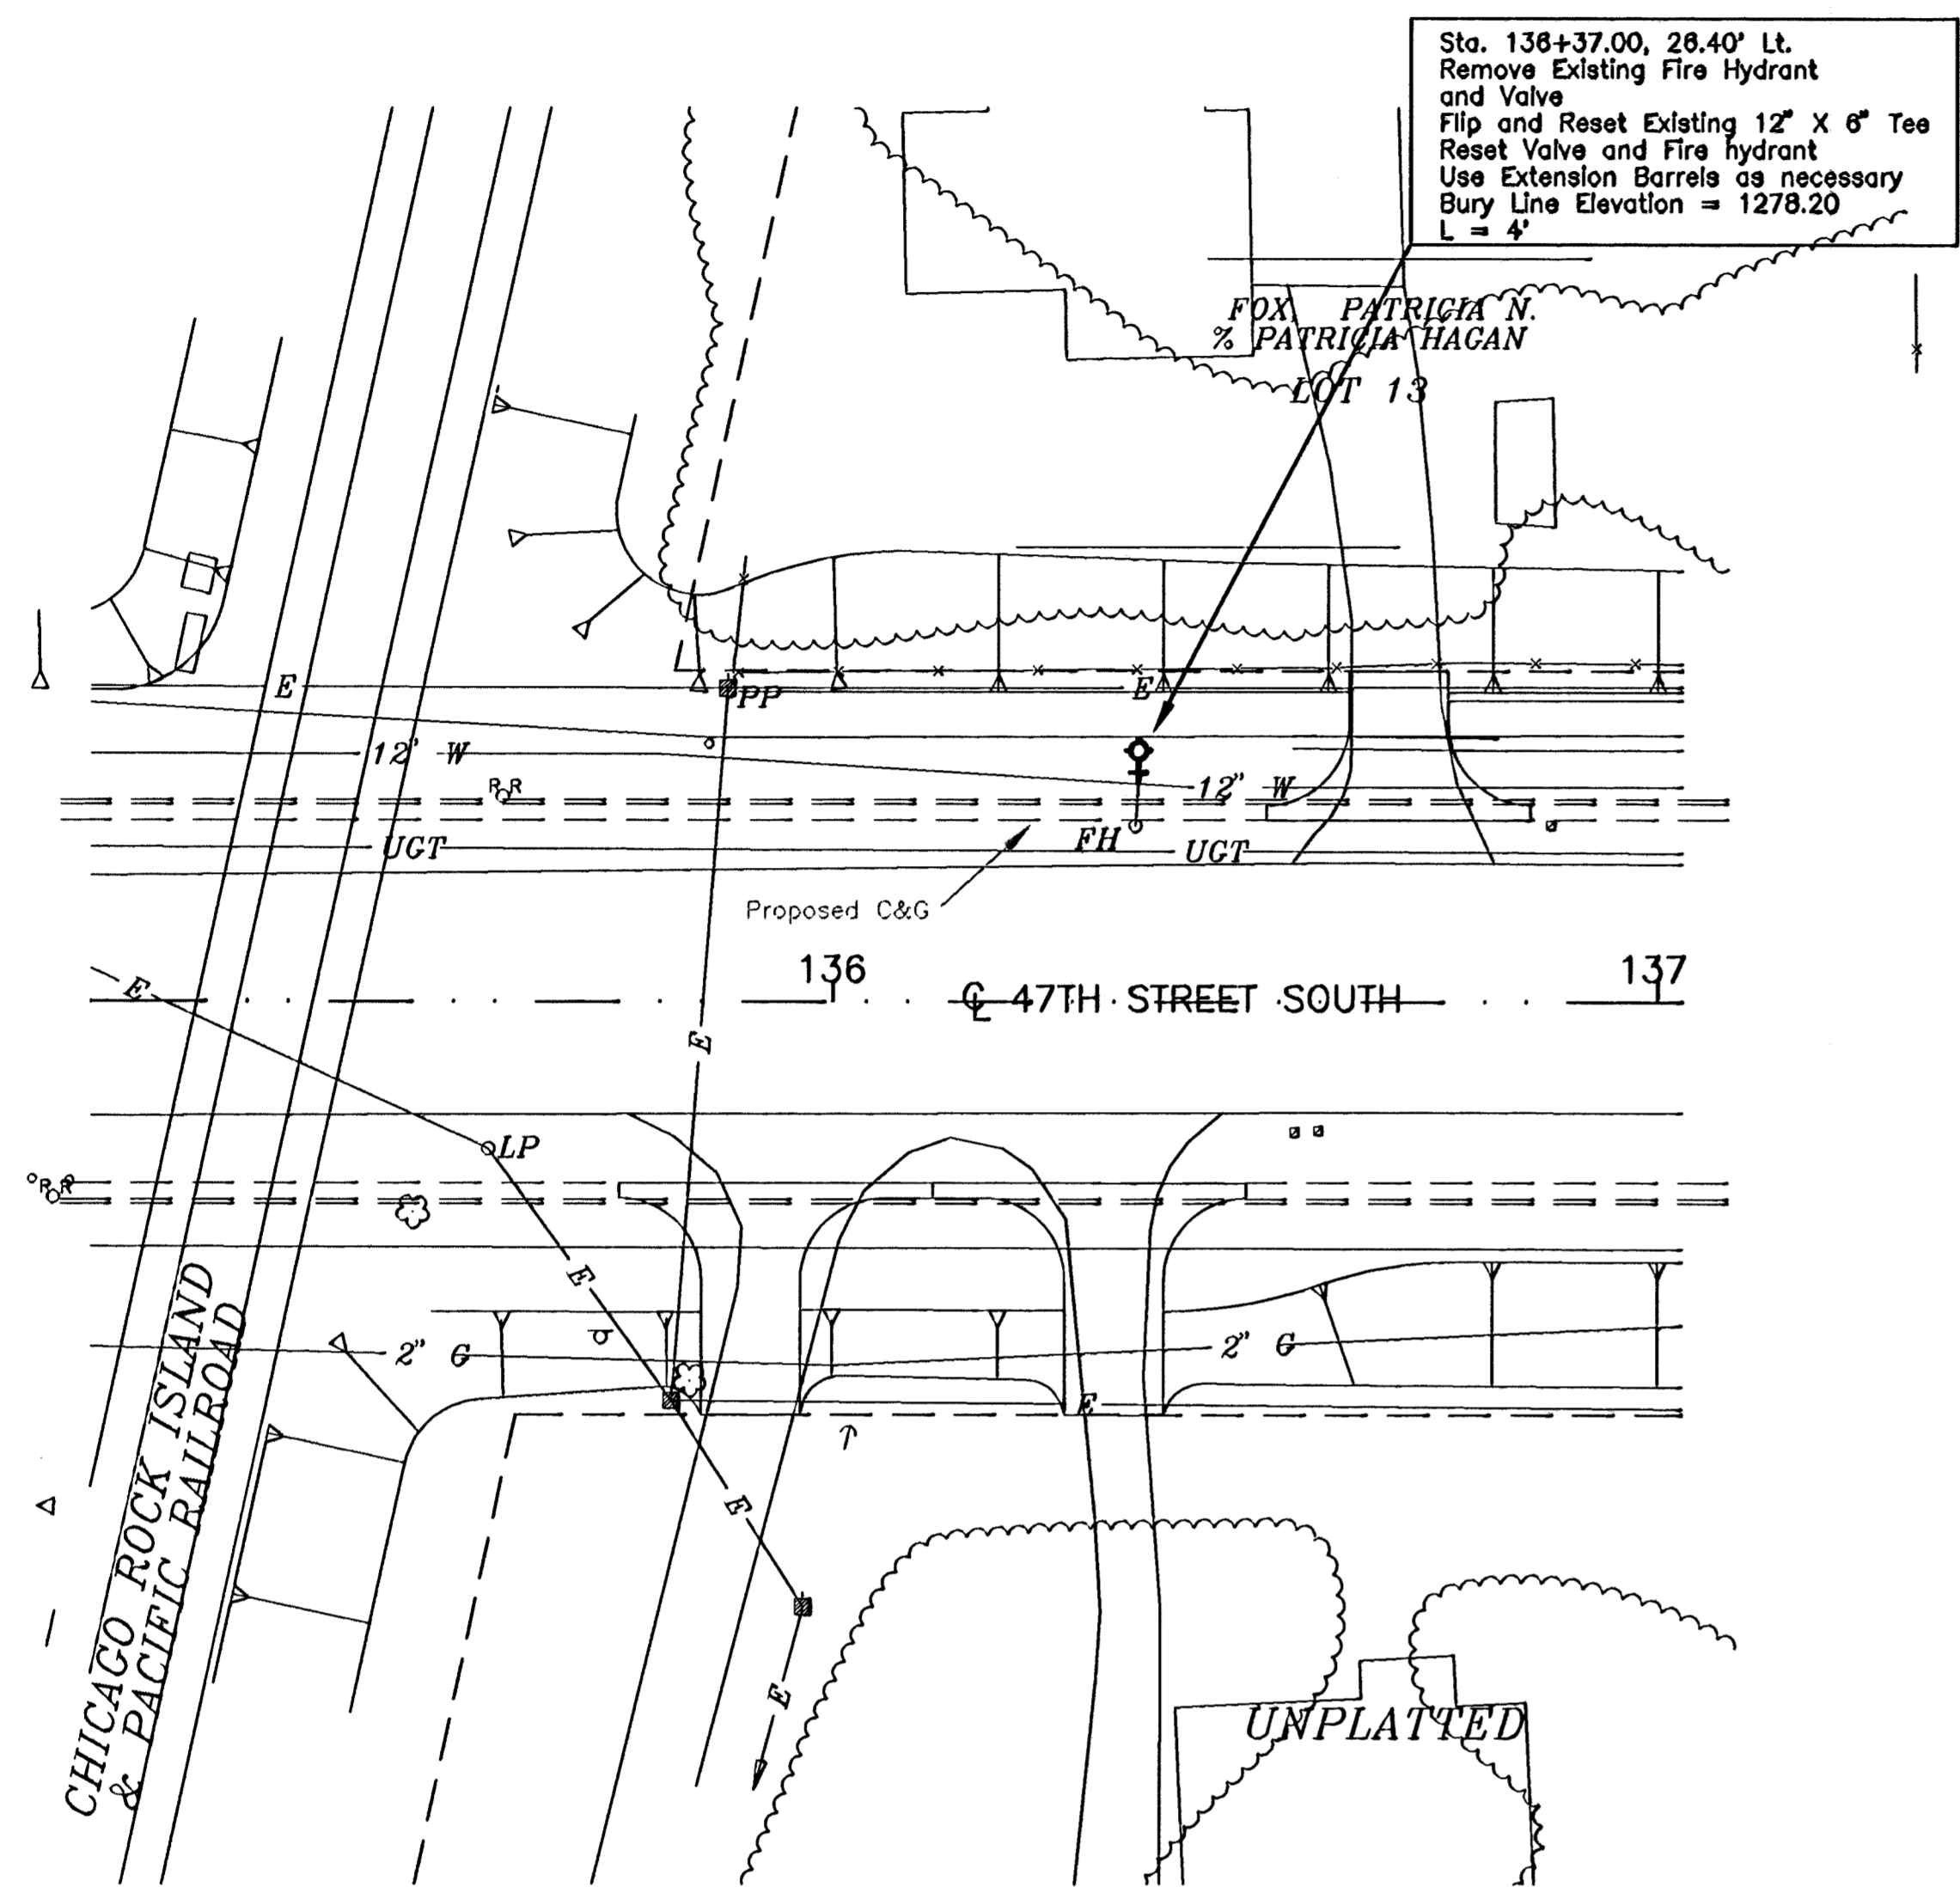 Sta. 136+37.00, 26.40' Lt.
Remove Existing Fire Hydrant
and Valve
Flip and Reset Existing 12" X 6" Tee
Reset Valve and Fire hydrant
Use Extension Barrels as necessary
Bury Line Elevation = 1278.20
L = 4'
FOX, PATRICIA N.
% PATRICIA HAGAN
LOT 13
E
PP
E
12" W
R R
12" W
UGT
FH
UGT
Proposed C&G
136
137
E
℄ 47TH STREET SOUTH
E
LP
R R
E
2" G
2" G
E
E
E
CHICAGO ROCK ISLAND
& PACIFIC RAILROAD
UNPLATTED